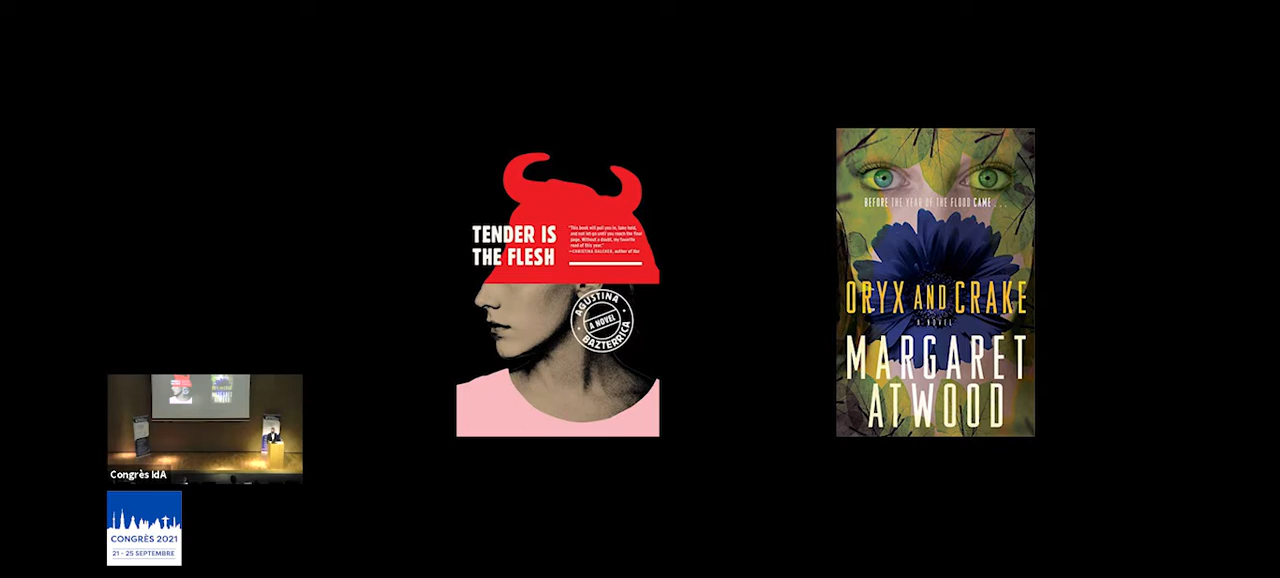 TENDER IS
THE FLESH
"This book will pull you in, take hold,
and not let go until you reach the final
page. Without a doubt, my favorite
read of this year."
—CHRISTINA DALCHER, author of the
AGUSTINA
A NOVEL
BAZTERRICA
BEFORE THE YEAR OF THE FLOOD CAME . . .
ORYX AND CRAKE
A NOVEL
MARGARET
ATWOOD
Congrès IdA
CONGRÈS 2021
21 - 25 SEPTEMBRE